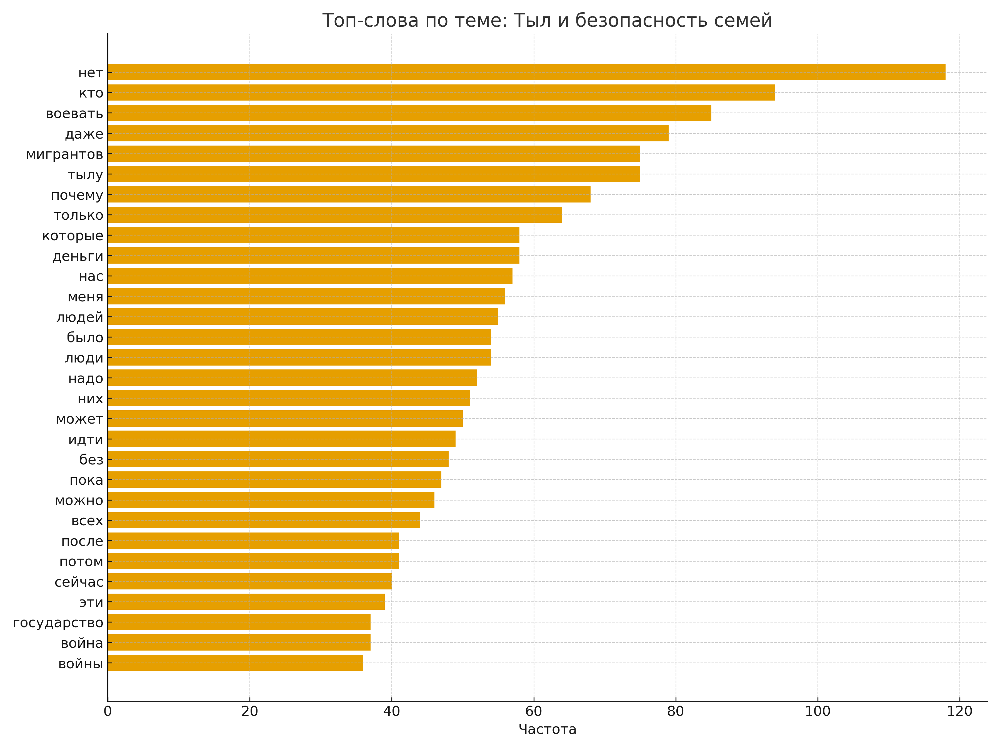 Топ-слова по теме: Тыл и безопасность семей
нет
кто
воевать
даже
мигрантов
тылу
почему
только
которые
деньги
нас
меня
людей
было
люди
надо
них
может
идти
без
пока
можно
всех
после
потом
сейчас
эти
государство
война
войны
0 20 40 60 80 100 120
Частота